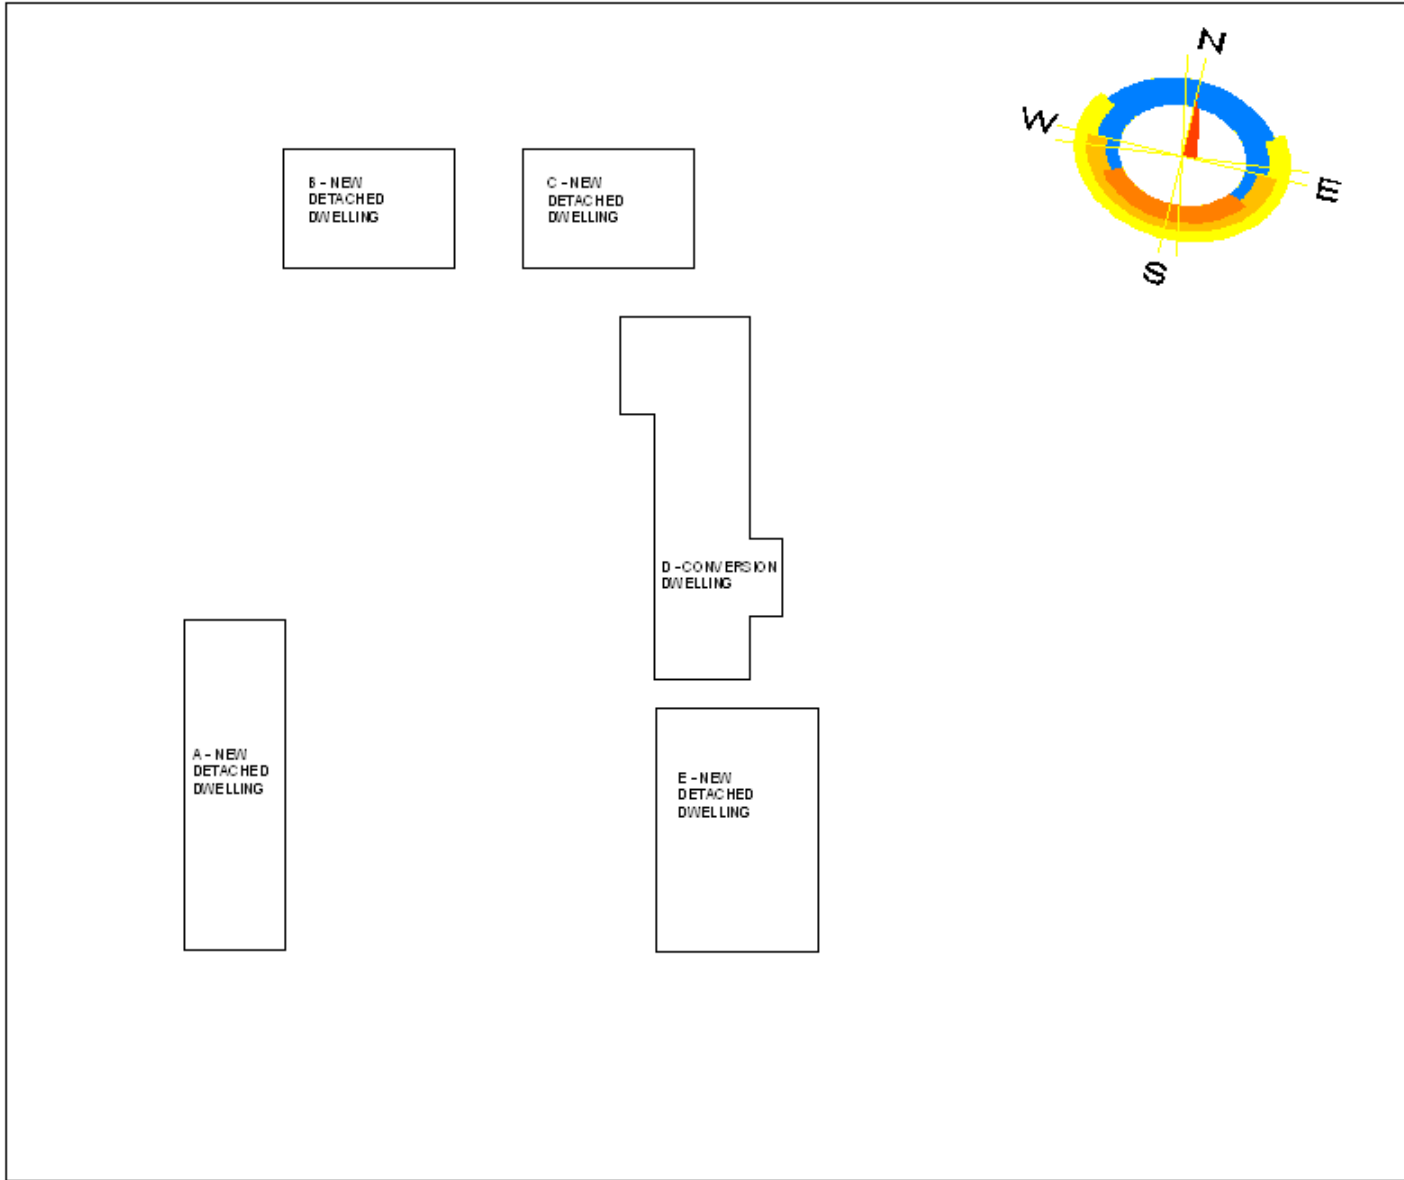 N
W
E
S
B - NEW
DETACHED
DWELLING
C - NEW
DETACHED
DWELLING
D - CONVERSION
DWELLING
A - NEW
DETACHED
DWELLING
E - NEW
DETACHED
DWELLING